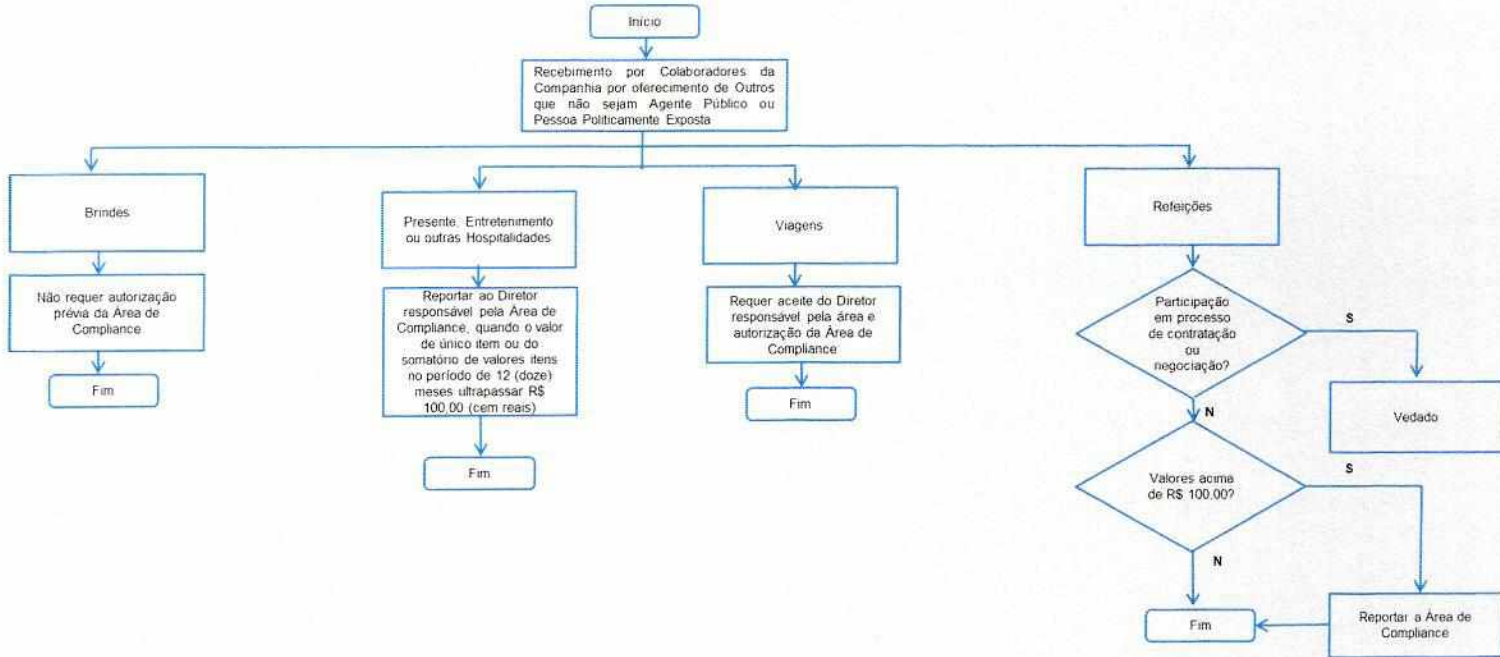 Início
Recebimento por Colaboradores da
Companhia por oferecimento de Outros
que não sejam Agente Público ou
Pessoa Politicamente Exposta
Brindes
Não requer autorização
prévia da Área de
Compliance
Fim
Presente, Entretenimento
ou outras Hospitalidades
Reportar ao Diretor
responsável pela Área de
Compliance, quando o valor
de único item ou do
somatório de valores itens
no período de 12 (doze)
meses ultrapassar R$
100,00 (cem reais)
Fim
Viagens
Requer aceite do Diretor
responsável pela área e
autorização da Área de
Compliance
Fim
Refeições
Participação
em processo
de contratação
ou
negociação?
S
Vedado
N
Valores acima
de R$ 100,00?
S
N
Reportar a Área de
Compliance
Fim